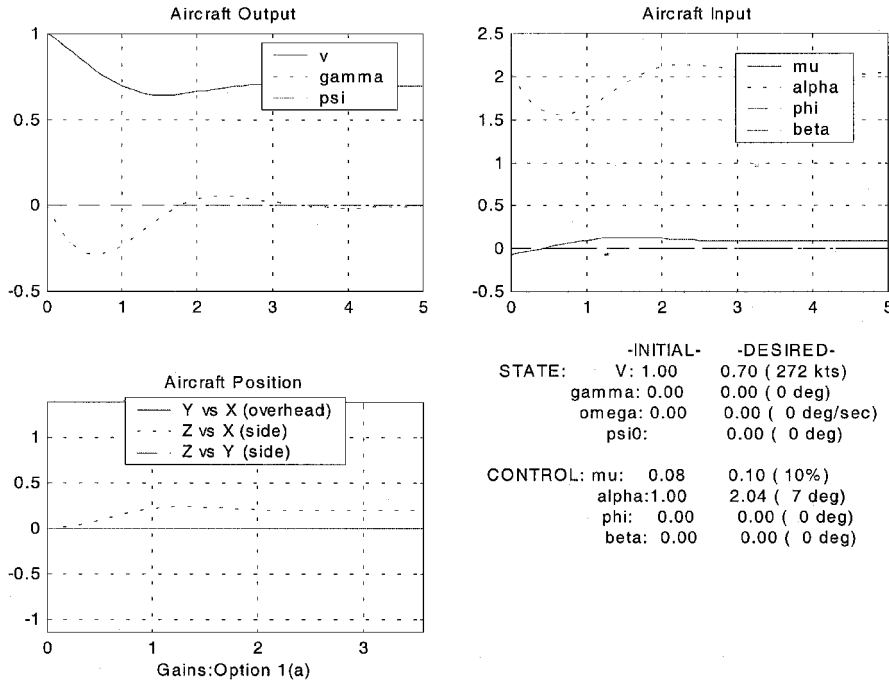 Aircraft Output
1
0.5
0
-0.5
0 1 2 3 4 5
v
gamma
psi
Aircraft Input
2.5
2
1.5
1
0.5
0
-0.5
0 1 2 3 4 5
mu
alpha
phi
beta
Aircraft Position
1
0.5
0
-0.5
-1
0 1 2 3
Y vs X (overhead)
Z vs X (side)
Z vs Y (side)
Gains:Option 1(a)
-INITIAL- -DESIRED-
STATE: V: 1.00 0.70 ( 272 kts)
gamma: 0.00 0.00 ( 0 deg)
omega: 0.00 0.00 ( 0 deg/sec)
psi0: 0.00 ( 0 deg)
CONTROL: mu: 0.08 0.10 ( 10%)
alpha:1.00 2.04 ( 7 deg)
phi: 0.00 0.00 ( 0 deg)
beta: 0.00 0.00 ( 0 deg)